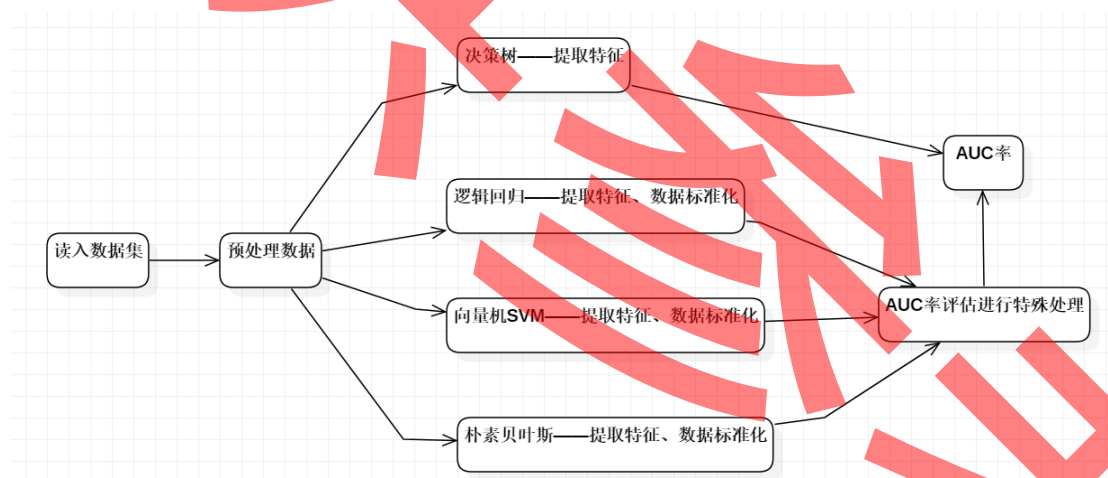 决策树——提取特征
AUC率
逻辑回归——提取特征、数据标准化
读入数据集
预处理数据
AUC率评估进行特殊处理
向量机SVM——提取特征、数据标准化
朴素贝叶斯——提取特征、数据标准化